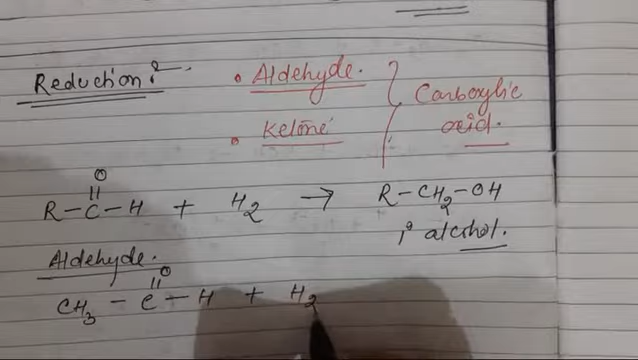 Reduction :-
• Aldehyde.
• Ketone
Carboxylic
acid.
O
||
R-C-H + H2 → R-CH2-OH
1° alcohol.
Aldehyde.
O
||
CH3-C-H + H2